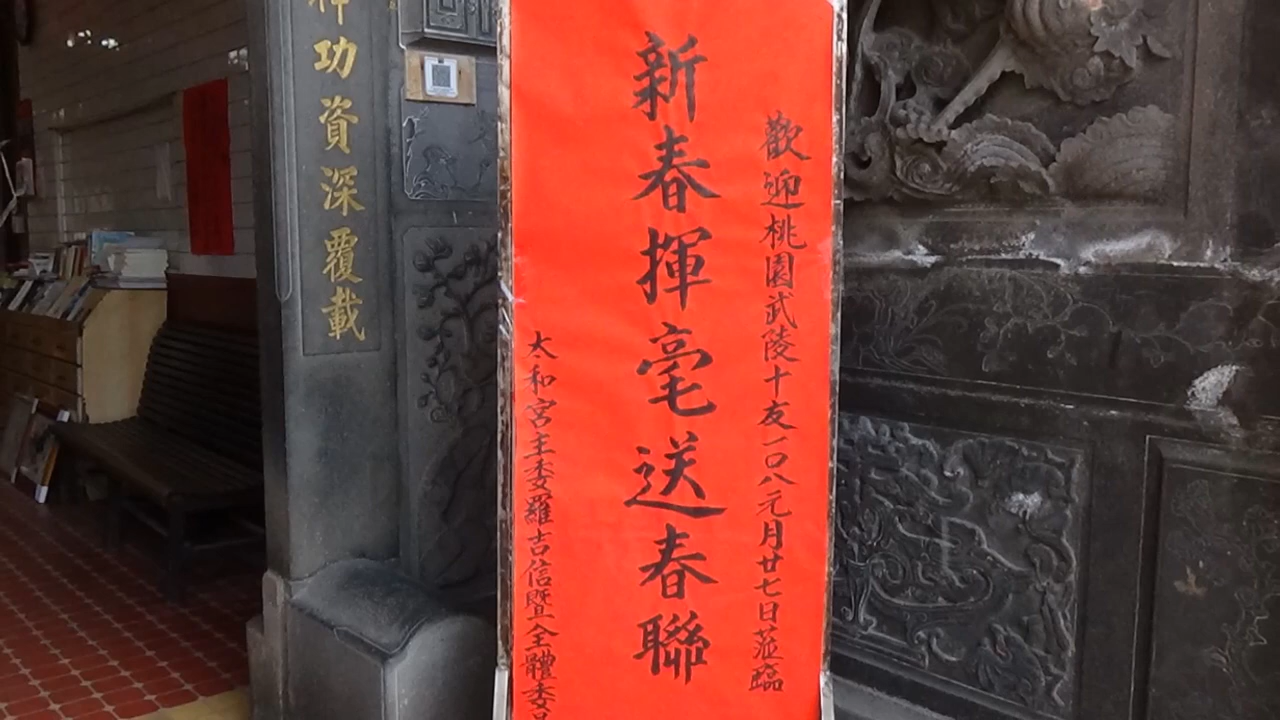 歡迎桃園武陵十友一０八元月廿七日蒞臨
新春揮毫送春聯
太和宮主委羅吉信暨全體委員
神功資深覆載